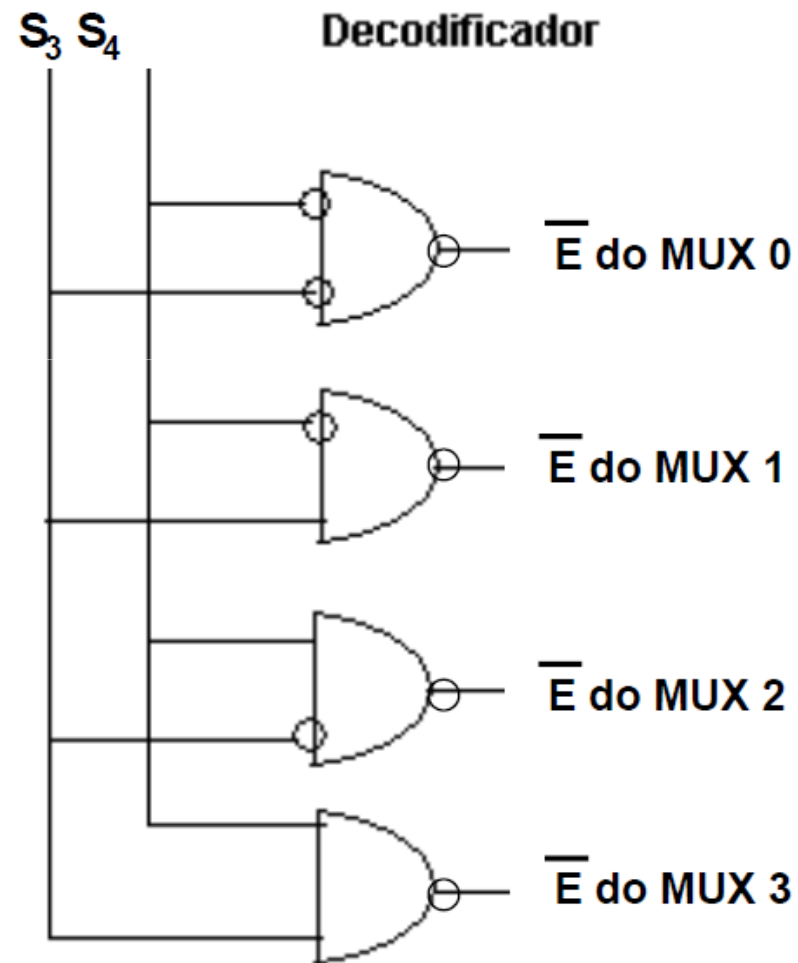 S₃ S₄ Decodificador
E̅ do MUX 0
E̅ do MUX 1
E̅ do MUX 2
E̅ do MUX 3